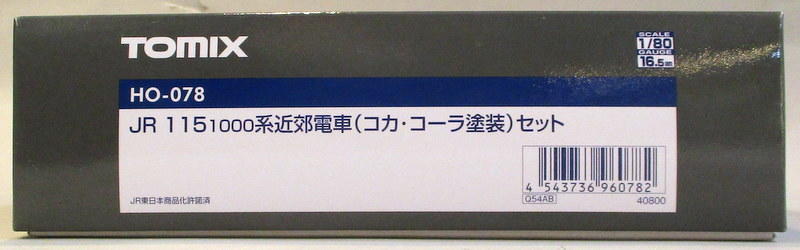 TOMIX
SCALE
1/80
GAUGE
16.5mm
HO-078
JR 1151000系近郊電車(コカ・コーラ塗装)セット
4 543736 960782
Q54AB
40800
JR東日本商品化許諾済